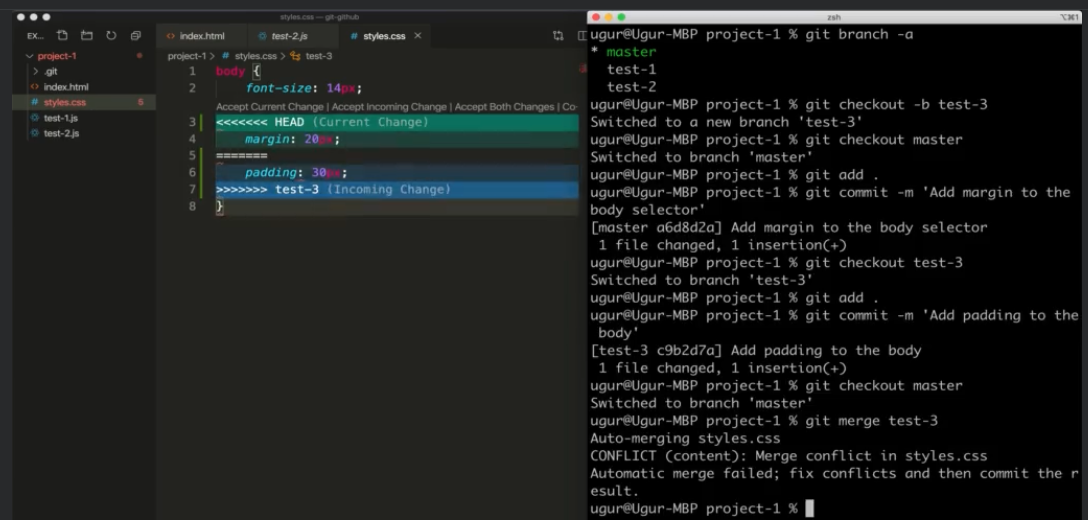 styles.css — git-github
EX...
project-1
.git
index.html
styles.css 5
test-1.js
test-2.js
index.html
test-2.js
styles.css
project-1 > styles.css > test-3
1 body {
2 font-size: 14px;
Accept Current Change | Accept Incoming Change | Accept Both Changes | Co
3 <<<<<<< HEAD (Current Change)
4 margin: 20px;
5 =======
6 padding: 30px;
7 >>>>>>> test-3 (Incoming Change)
8 }
zsh
⌥⌘1
ugur@Ugur-MBP project-1 % git branch -a
* master
test-1
test-2
ugur@Ugur-MBP project-1 % git checkout -b test-3
Switched to a new branch 'test-3'
ugur@Ugur-MBP project-1 % git checkout master
Switched to branch 'master'
ugur@Ugur-MBP project-1 % git add .
ugur@Ugur-MBP project-1 % git commit -m 'Add margin to the
body selector'
[master a6d8d2a] Add margin to the body selector
1 file changed, 1 insertion(+)
ugur@Ugur-MBP project-1 % git checkout test-3
Switched to branch 'test-3'
ugur@Ugur-MBP project-1 % git add .
ugur@Ugur-MBP project-1 % git commit -m 'Add padding to the
body'
[test-3 c9b2d7a] Add padding to the body
1 file changed, 1 insertion(+)
ugur@Ugur-MBP project-1 % git checkout master
Switched to branch 'master'
ugur@Ugur-MBP project-1 % git merge test-3
Auto-merging styles.css
CONFLICT (content): Merge conflict in styles.css
Automatic merge failed; fix conflicts and then commit the r
esult.
ugur@Ugur-MBP project-1 %